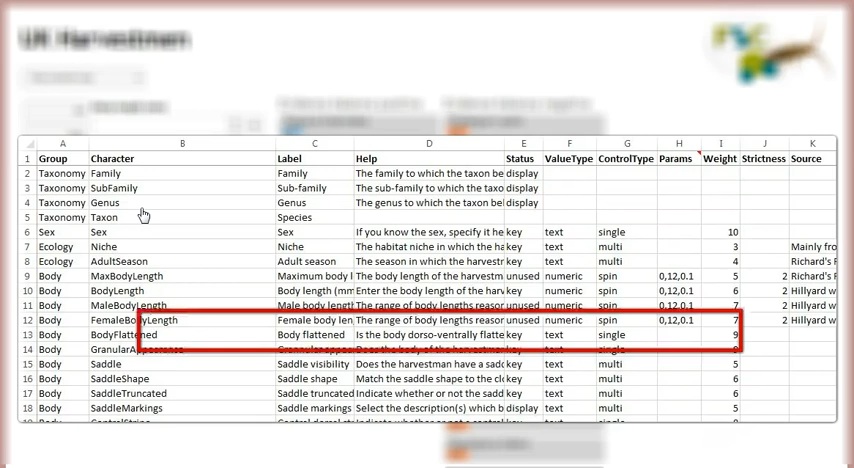 UK Harvestmen
A B C D E F G H I J K
1 Group Character Label Help Status ValueType ControlType Params Weight Strictness Source
2 Taxonomy Family Family The family to which the taxon be display
3 Taxonomy SubFamily Sub-family The sub-family to which the taxo display
4 Taxonomy Genus Genus The genus to which the taxon bel display
5 Taxonomy Taxon Species
6 Sex Sex Sex If you know the sex, specify it he key text single 10
7 Ecology Niche Niche The habitat niche in which the ha key text multi 3 Mainly fro
8 Ecology AdultSeason Adult season The season in which the harvestr key text multi 4 Richard's F
9 Body MaxBodyLength Maximum body l The body length of the harvestm unused numeric spin 0,12,0.1 5 2 Richard's F
10 Body BodyLength Body length (mm Enter the body length of the harv key numeric spin 0,12,0.1 6 2 Hillyard w
11 Body MaleBodyLength Male body lengt The range of body lengths reasor unused numeric spin 0,12,0.1 7 2 Hillyard w
12 Body FemaleBodyLength Female body len The range of body lengths reasor unused numeric spin 0,12,0.1 7 2 Hillyard w
13 Body BodyFlattened Body flattened Is the body dorso-ventrally flatte key text single 9
14 Body GranularAppearance key text single
15 Body Saddle Saddle visibility Does the harvestman have a sad key text multi 5
16 Body SaddleShape Saddle shape Match the saddle shape to the cl key text multi 6
17 Body SaddleTruncated Saddle truncated Indicate whether or not the sadd key text multi 6
18 Body SaddleMarkings Saddle markings Select the description(s) which b display text multi 5